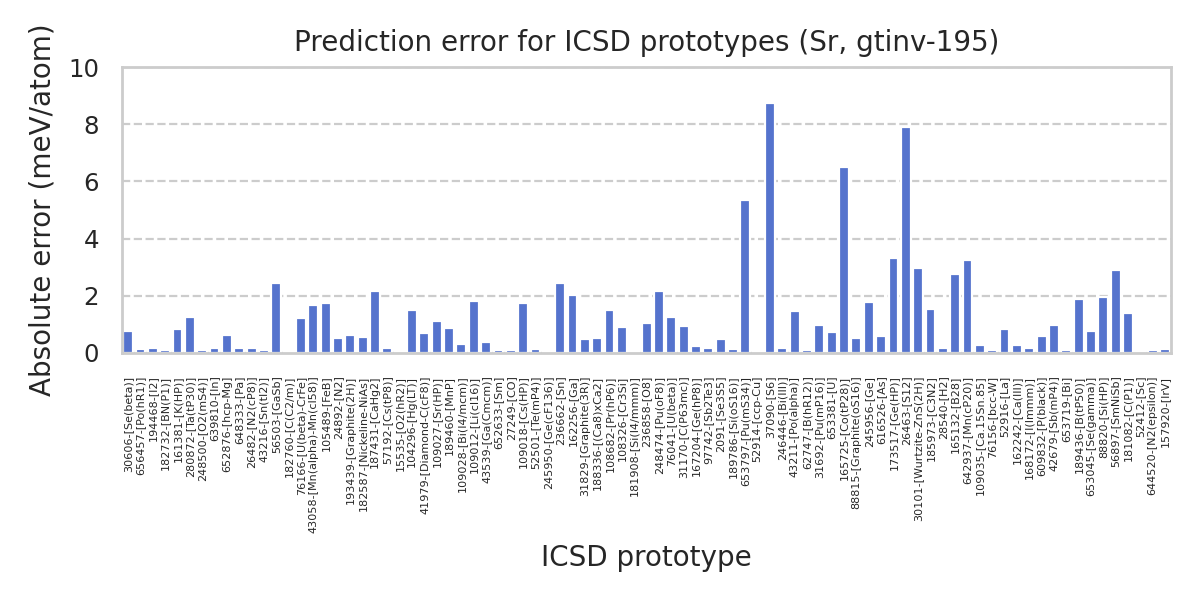 Prediction error for ICSD prototypes (Sr, gtinv-195)
Absolute error (meV/atom)
10
8
6
4
2
0
30606-[Se(beta)]
656457-[Po(hR1)]
194468-[I2]
182732-[BN(P1)]
161381-[K(HP)]
280872-[Ta(tP30)]
248500-[O2(mS4)]
639810-[In]
652876-[hcp-Mg]
648333-[Pa]
26482-[N2(cP8)]
43216-[Sn(tI2)]
56503-[GaSb]
182760-[C(C2/m)]
76166-[U(beta)-CrFe]
43058-[Mn(alpha)-Mn(cI58)]
105489-[FeB]
24892-[N2]
193439-[Graphite(2H)]
182587-[Nickeline-NiAs]
187431-[CaHg2]
57192-[Cs(tP8)]
15535-[O2(hR2)]
104296-[Hg(LT)]
41979-[Diamond-C(cF8)]
109027-[Sr(HP)]
189460-[MnP]
109028-[Bi(I4/mcm)]
109012-[Li(cI16)]
43539-[Ga(Cmcm)]
652633-[Sm]
27249-[CO]
109018-[Cs(HP)]
52501-[Te(mP4)]
245950-[Ge(cF136)]
236662-[Sn]
162256-[Ga]
31829-[Graphite(3R)]
188336-[(Ca8)xCa2]
108682-[Pr(hP6)]
108326-[Cr3Si]
181908-[Si(I4/mmm)]
236858-[O8]
248474-[Pu(oF8)]
76041-[U(beta)]
31170-[C(P63mc)]
167204-[Ge(hP8)]
97742-[Sb2Te3]
2091-[Se3S5]
189786-[Si(oS16)]
653797-[Pu(mS34)]
52914-[ccp-Cu]
37090-[S6]
246446-[Bi(III)]
43211-[Po(alpha)]
62747-[B(hR12)]
31692-[Pu(mP16)]
653381-[U]
165725-[Co(tP28)]
88815-[Graphite(oS16)]
245956-[Ge]
616526-[As]
173517-[Ge(HP)]
26463-[S12]
30101-[Wurtzite-ZnS(2H)]
185973-[C3N2]
28540-[H2]
165132-[B28]
642937-[Mn(cP20)]
109035-[Ca.15Sn.85]
76156-[bcc-W]
52916-[La]
162242-[Ca(III)]
168172-[I(Immm)]
609832-[P(black)]
42679-[Sb(mP4)]
653719-[Bi]
189436-[B(tP50)]
653045-[Se(gamma)]
88820-[Si(HP)]
56897-[SmNiSb]
181082-[C(P1)]
52412-[Sc]
644520-[N2(epsilon)]
157920-[IrV]
ICSD prototype